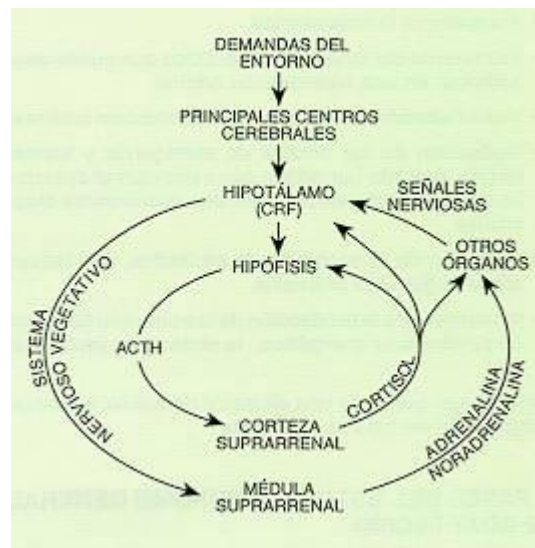 DEMANDAS DEL
ENTORNO
PRINCIPALES CENTROS
CEREBRALES
HIPOTÁLAMO
(CRF)
SEÑALES
NERVIOSAS
OTROS
ÓRGANOS
HIPÓFISIS
SISTEMA
NERVIOSO VEGETATIVO
ACTH
CORTISOL
CORTEZA
SUPRARRENAL
ADRENALINA
NORADRENALINA
MÉDULA
SUPRARRENAL